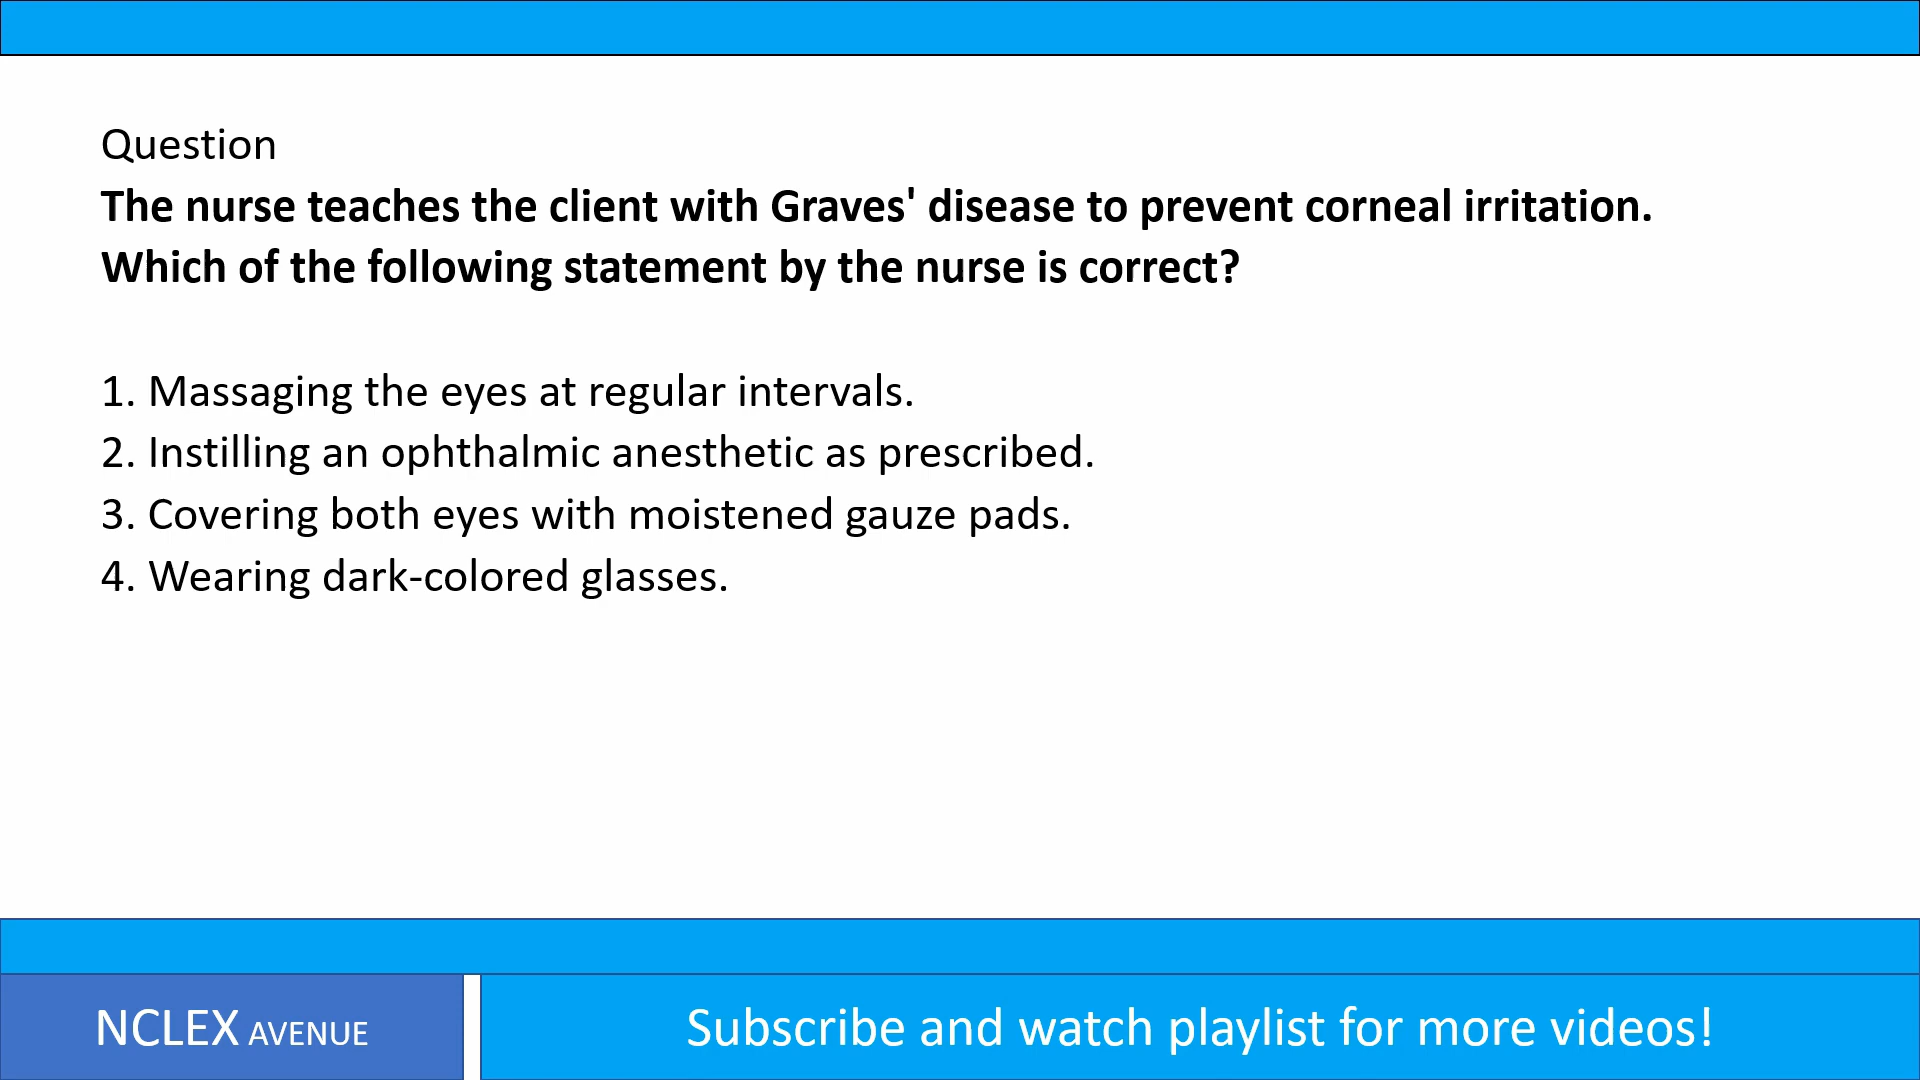 Question
The nurse teaches the client with Graves' disease to prevent corneal irritation.
Which of the following statement by the nurse is correct?
1. Massaging the eyes at regular intervals.
2. Instilling an ophthalmic anesthetic as prescribed.
3. Covering both eyes with moistened gauze pads.
4. Wearing dark-colored glasses.
NCLEX AVENUE
Subscribe and watch playlist for more videos!